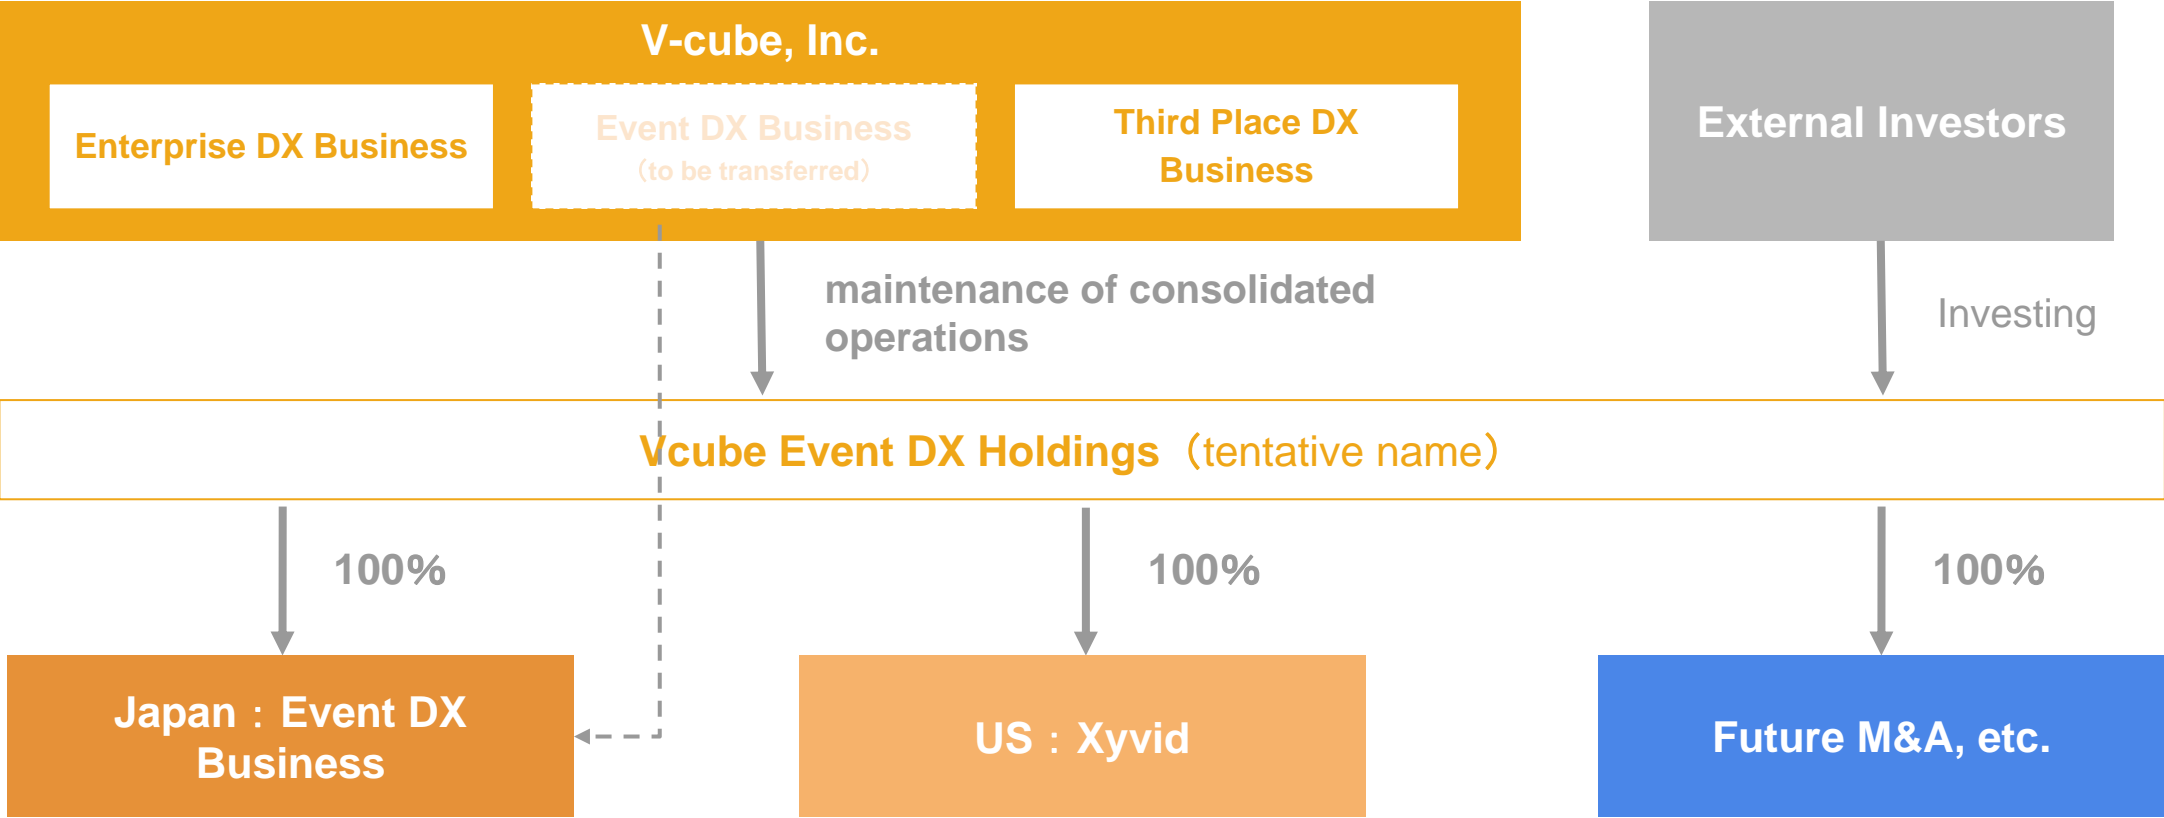 V-cube, Inc.
Enterprise DX Business
Event DX Business
（to be transferred）
Third Place DX
Business
External Investors
maintenance of consolidated
operations
Investing
Vcube Event DX Holdings（tentative name）
100%
100%
100%
Japan：Event DX
Business
US：Xyvid
Future M&A, etc.